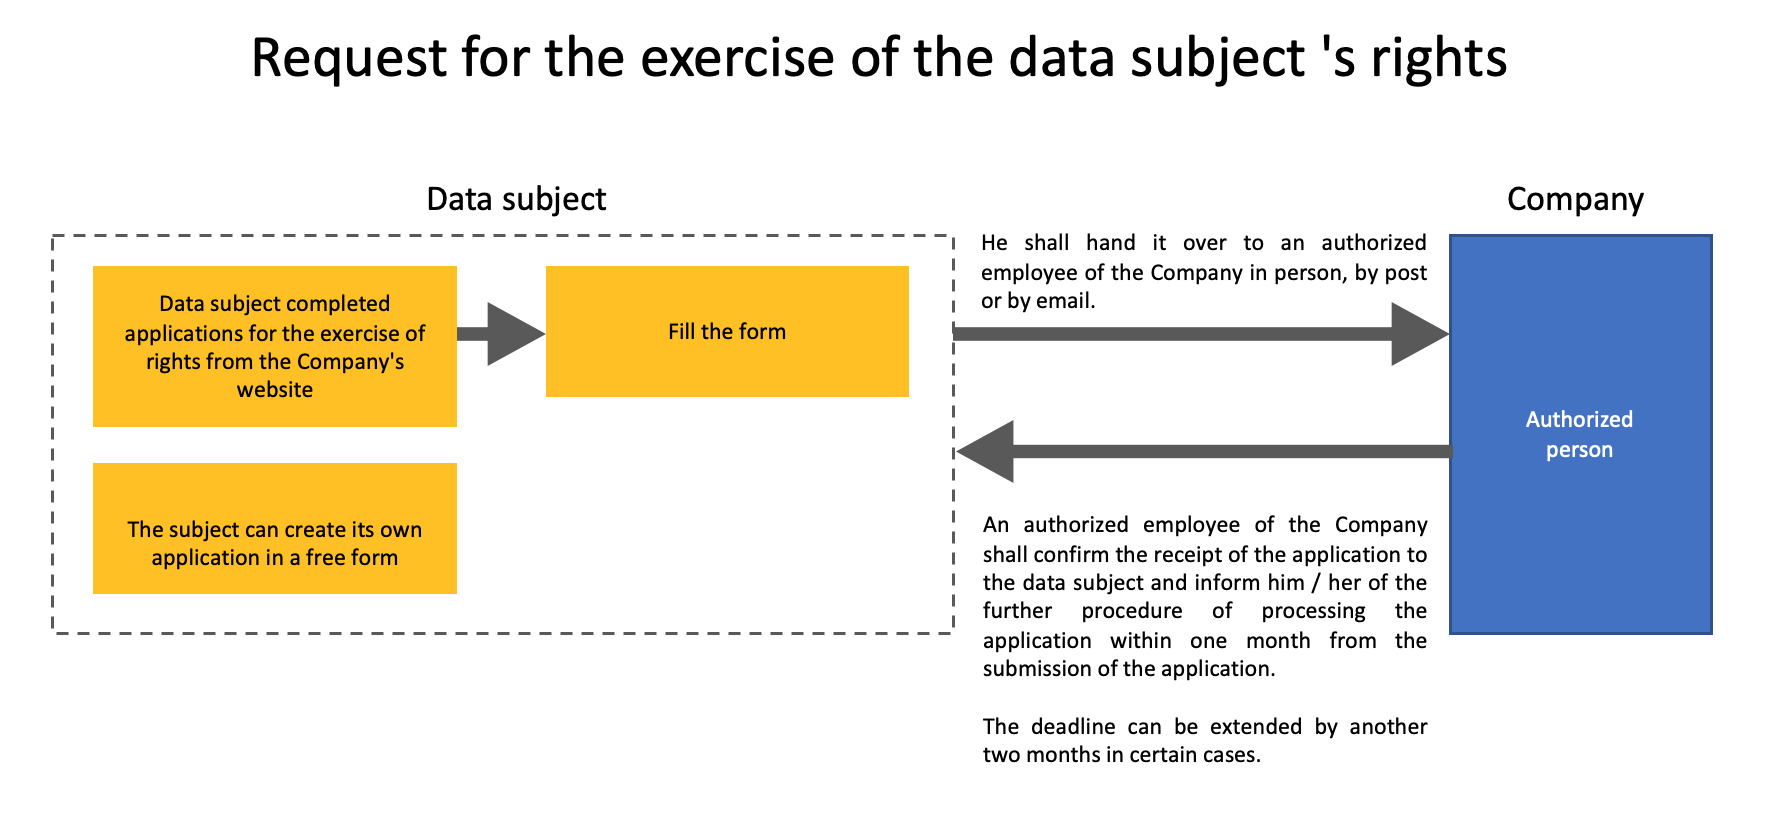 Request for the exercise of the data subject 's rights
Data subject
Company
Data subject completed
applications for the exercise of
rights from the Company's
website
Fill the form
The subject can create its own
application in a free form
He shall hand it over to an authorized
employee of the Company in person, by post
or by email.
Authorized
person
An authorized employee of the Company
shall confirm the receipt of the application to
the data subject and inform him / her of the
further procedure of processing the
application within one month from the
submission of the application.
The deadline can be extended by another
two months in certain cases.